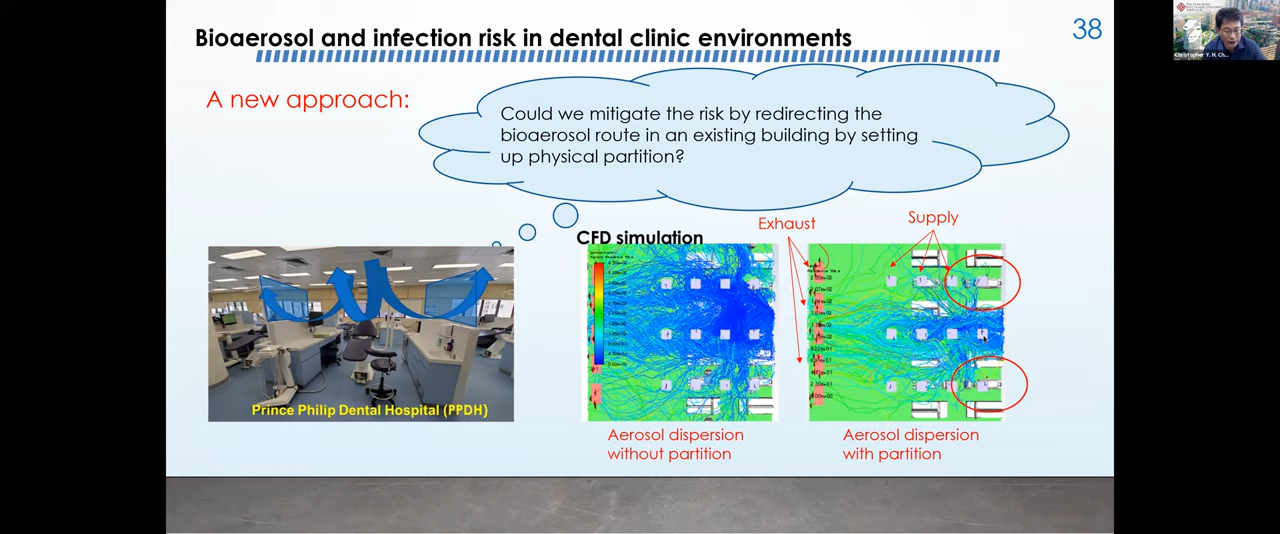 Bioaerosol and infection risk in dental clinic environments
38
Christopher Y. H. Ch...
A new approach:
Could we mitigate the risk by redirecting the
bioaerosol route in an existing building by setting
up physical partition?
CFD simulation
Exhaust
Supply
Prince Philip Dental Hospital (PPDH)
Aerosol dispersion
without partition
Aerosol dispersion
with partition